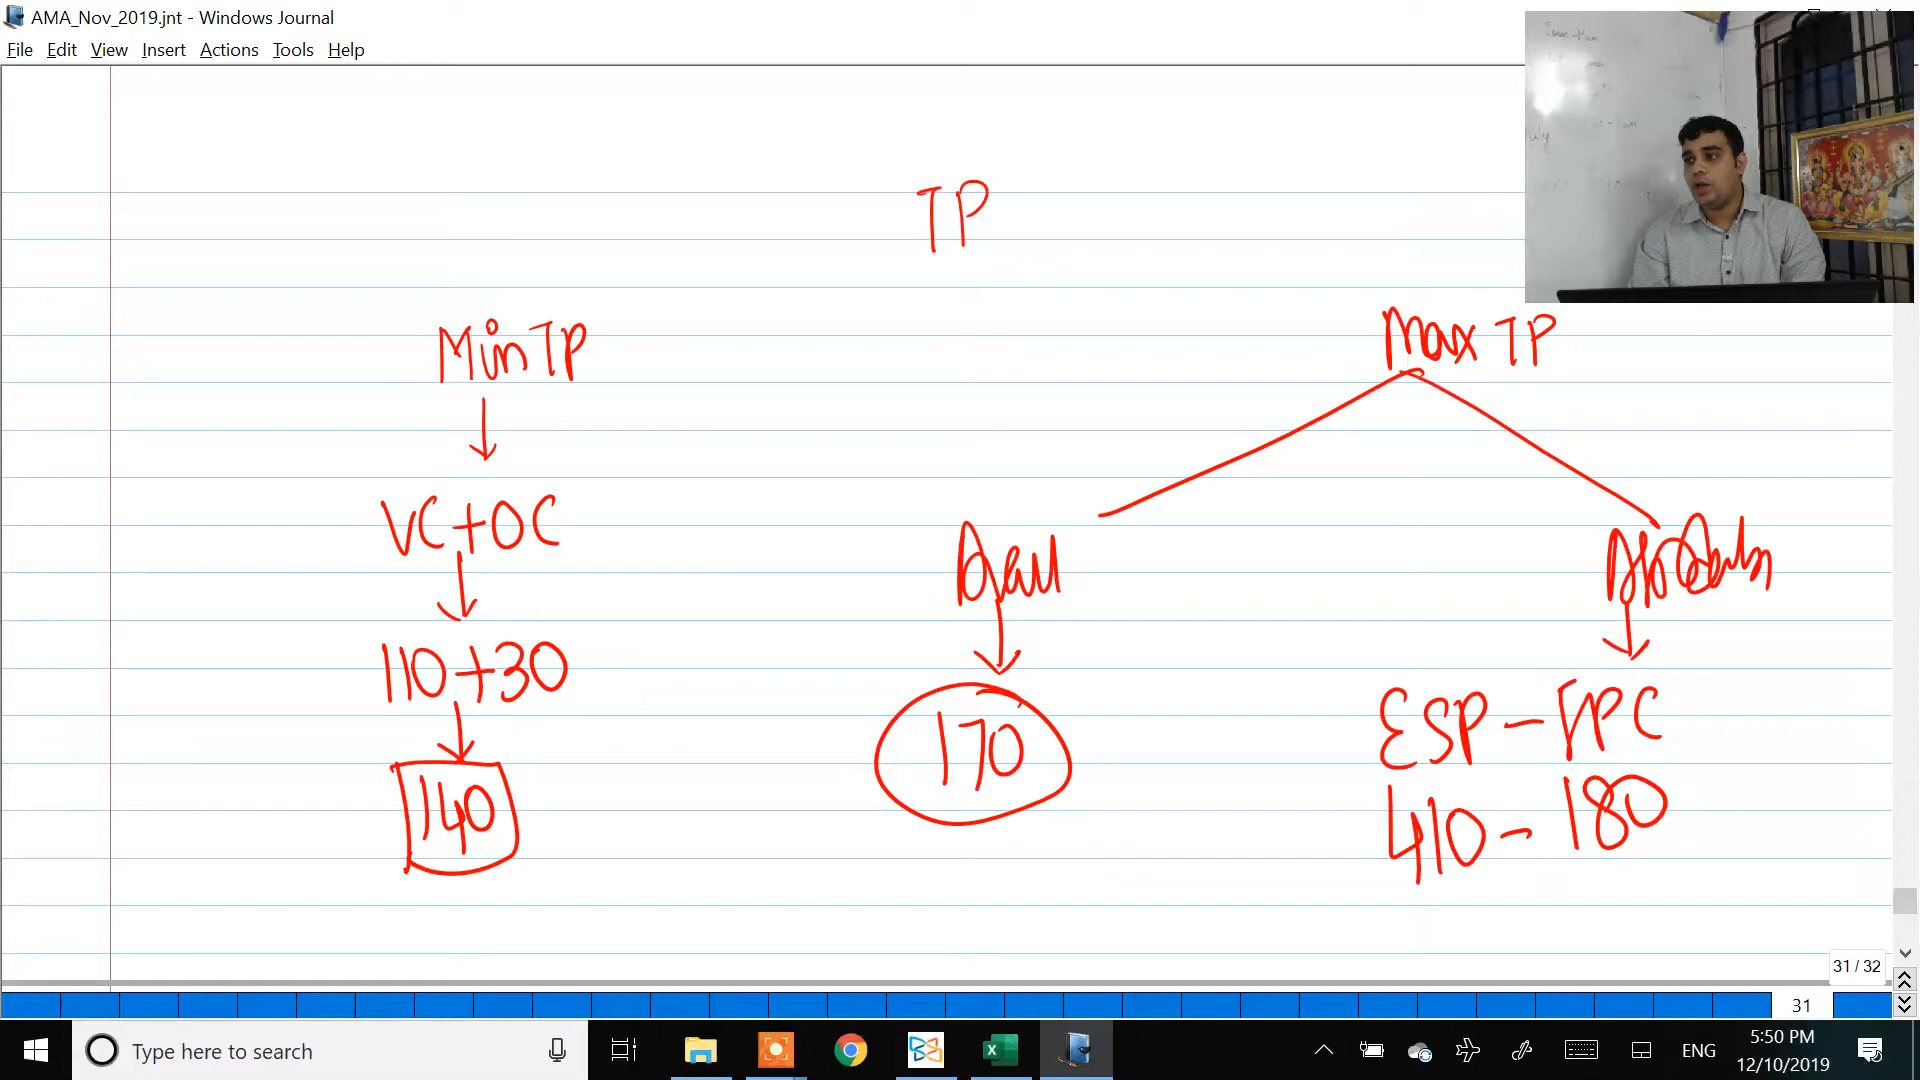 AMA_Nov_2019.jnt - Windows Journal
File Edit View Insert Actions Tools Help
TP
Min TP
Max TP
VC+OC
110+30
140
170
ESP - FPC
410 - 180
31 / 32
31
Type here to search
ENG
5:50 PM
12/10/2019